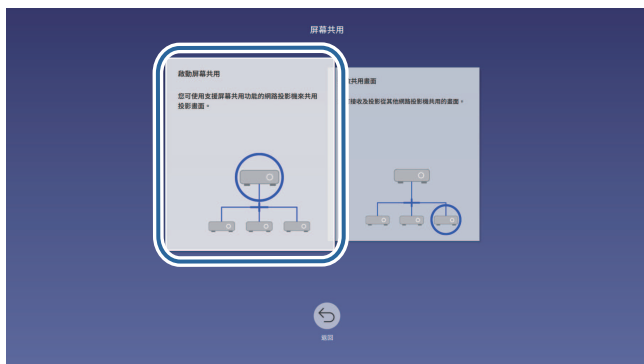 屏幕共用
啟動屏幕共用
您可使用支援屏幕共用功能的網路投影機來共用
投影畫面。
共用畫面
接收及投影從其他網路投影機共用的畫面。
返回